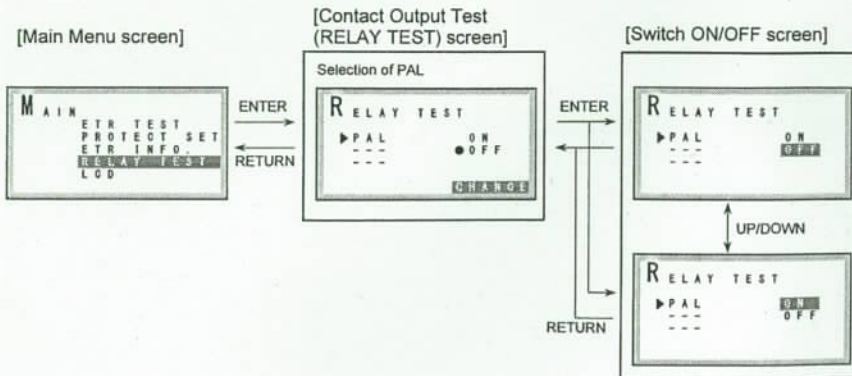 [Main Menu screen]
[Contact Output Test
(RELAY TEST) screen]
[Switch ON/OFF screen]
MAIN
ETR TEST
PROTECT SET
ETR INFO.
RELAY TEST
LCD
ENTER
RETURN
Selection of PAL
RELAY TEST
▶PAL ON
--- ●OFF
---
CHANGE
ENTER
RELAY TEST
▶PAL ON
--- OFF
---
UP/DOWN
RELAY TEST
▶PAL ON
--- OFF
---
RETURN